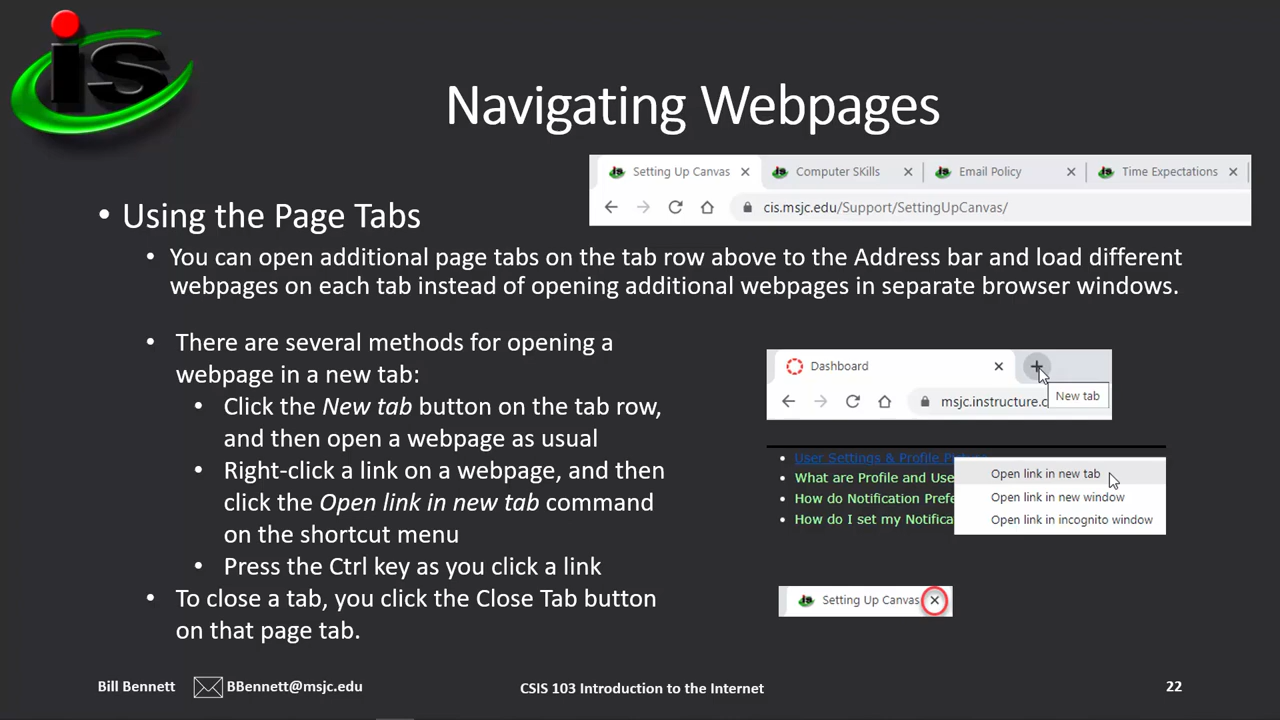 is
Navigating Webpages
Setting Up Canvas Computer SKills Email Policy Time Expectations
cis.msjc.edu/Support/SettingUpCanvas/
• Using the Page Tabs
• You can open additional page tabs on the tab row above to the Address bar and load different
webpages on each tab instead of opening additional webpages in separate browser windows.
• There are several methods for opening a
webpage in a new tab:
• Click the New tab button on the tab row,
and then open a webpage as usual
• Right-click a link on a webpage, and then
click the Open link in new tab command
on the shortcut menu
• Press the Ctrl key as you click a link
• To close a tab, you click the Close Tab button
on that page tab.
Dashboard
msjc.instructure.c
New tab
• User Settings & Profile P
• What are Profile and Use
• How do Notification Prefe
• How do I set my Notifica
Open link in new tab
Open link in new window
Open link in incognito window
Setting Up Canvas
Bill Bennett BBennett@msjc.edu CSIS 103 Introduction to the Internet 22